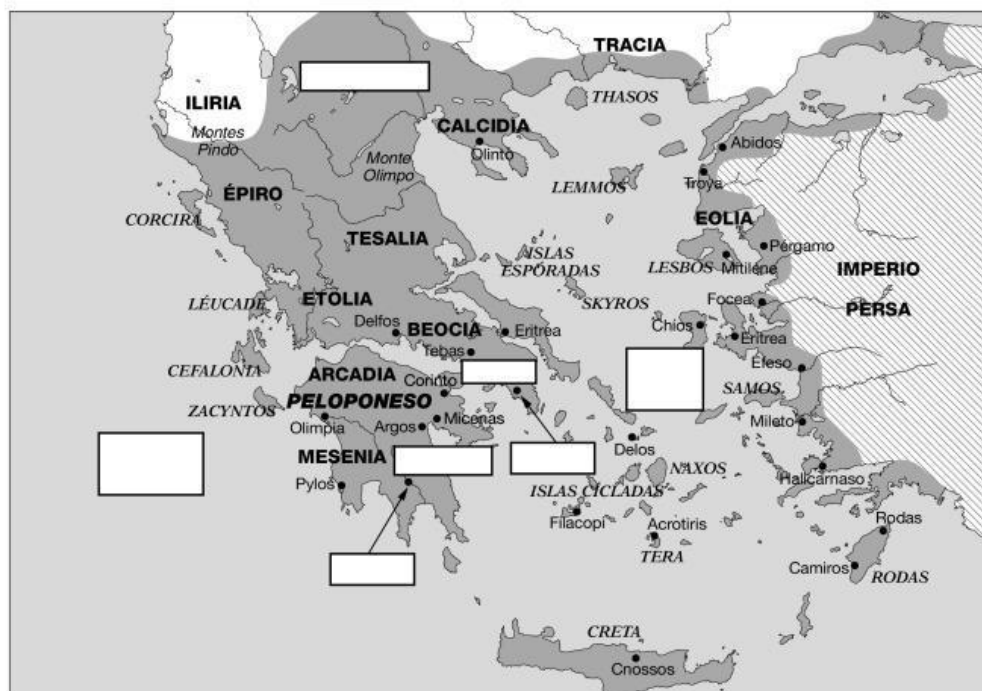 TRACIA
THASOS
ILIRIA
Montes
Pindo
CALCIDIA
Olinto
Monte
Olimpo
Abidos
LEMMOS
Troya
ÉPIRO
CORCIRA
EOLIA
TESALIA
Pérgamo
ISLAS
ESPÓRADAS
LESBOS
Mitilene
IMPERIO
PERSA
SKYROS
LÉUCADE
ETOLIA
Focea
Delfos
BEOCIA
Eritrea
Chios
Eritrea
Tebas
CEFALONIA
ARCADIA
Corinto
Éfeso
PELOPONESO
SAMOS
ZACYNTOS
Olimpia
Argos
Micenas
Mileto
Delos
MESENIA
NAXOS
Halicarnaso
Pylos
ISLAS CÍCLADAS
Filacopi
Acrotiris
Rodas
TERA
Camiros
RODAS
CRETA
Cnossos